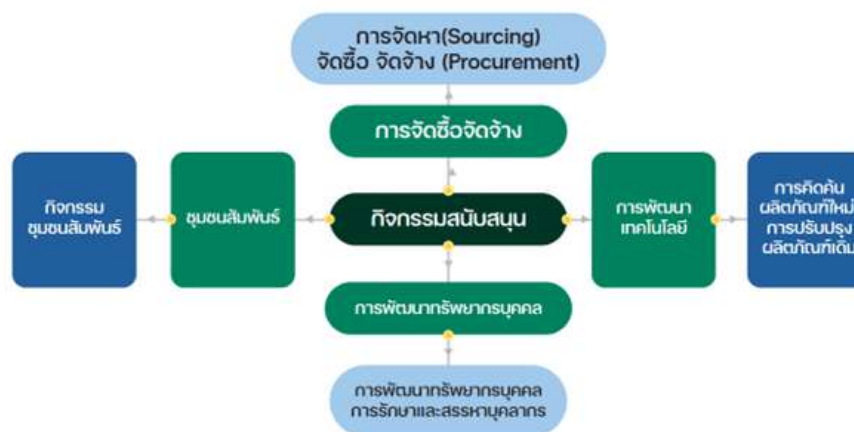 การจัดหา(Sourcing)
จัดซื้อ จัดจ้าง (Procurement)
การจัดซื้อจัดจ้าง
กิจกรรม
ชุมชนสัมพันธ์
ชุมชนสัมพันธ์
กิจกรรมสนับสนุน
การพัฒนา
เทคโนโลยี
การคิดค้น
ผลิตภัณฑ์ใหม่
การปรับปรุง
ผลิตภัณฑ์เดิม
การพัฒนาทรัพยากรบุคคล
การพัฒนาทรัพยากรบุคคล
การรักษาและสรรหาบุคลากร